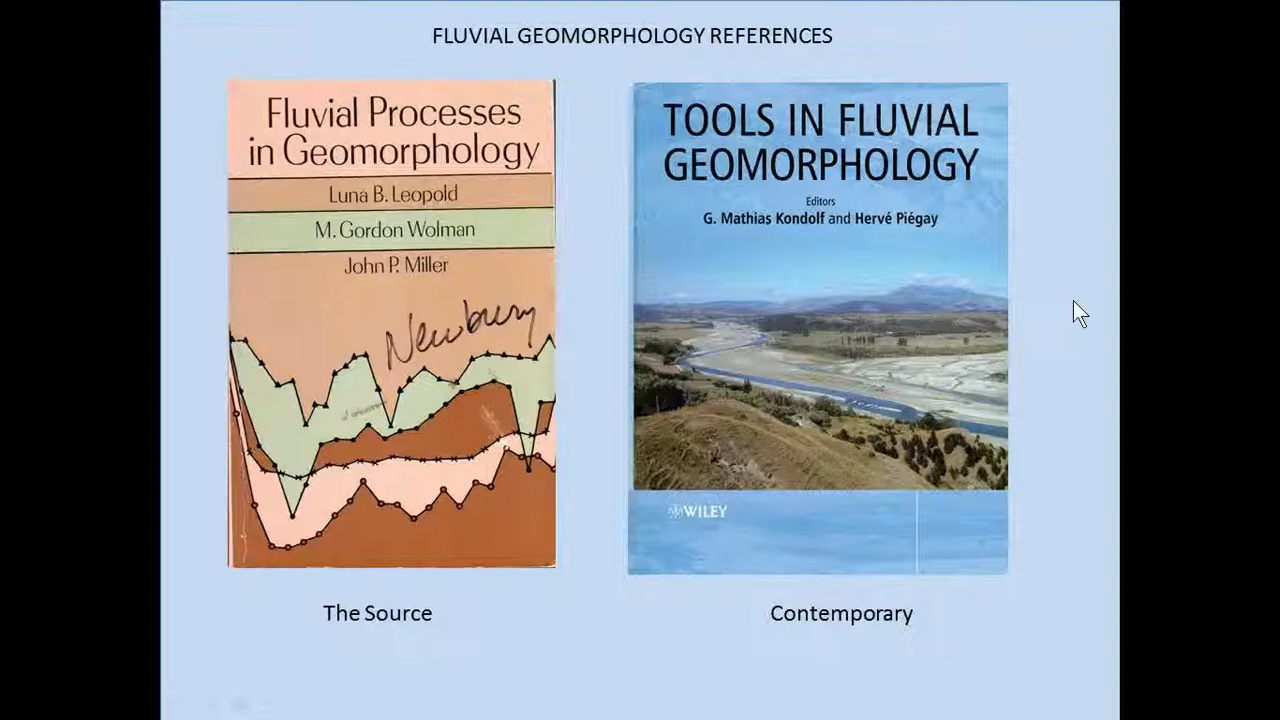 FLUVIAL GEOMORPHOLOGY REFERENCES
Fluvial Processes
in Geomorphology
Luna B. Leopold
M. Gordon Wolman
John P. Miller
Newbury
TOOLS IN FLUVIAL
GEOMORPHOLOGY
Editors
G. Mathias Kondolf and Hervé Piégay
WILEY
The Source
Contemporary